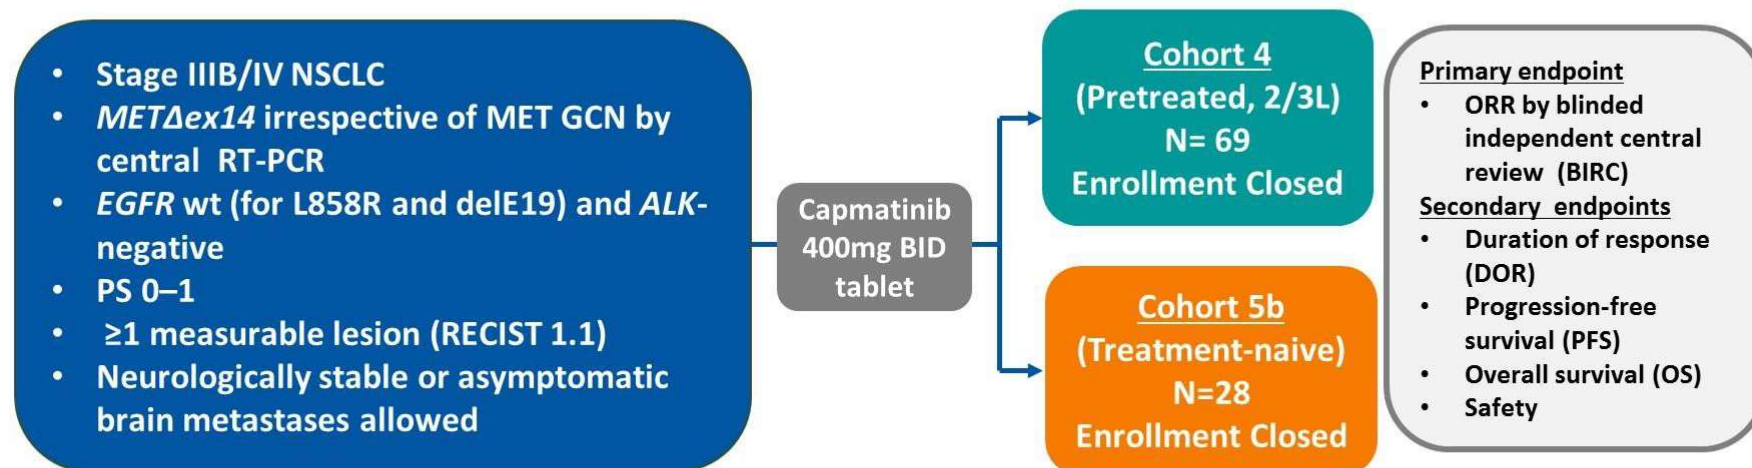 • Stage IIIB/IV NSCLC
• METΔex14 irrespective of MET GCN by
central RT-PCR
• EGFR wt (for L858R and delE19) and ALK-
negative
• PS 0–1
• ≥1 measurable lesion (RECIST 1.1)
• Neurologically stable or asymptomatic
brain metastases allowed
Capmatinib
400mg BID
tablet
Cohort 4
(Pretreated, 2/3L)
N= 69
Enrollment Closed
Cohort 5b
(Treatment-naive)
N=28
Enrollment Closed
Primary endpoint
• ORR by blinded
independent central
review (BIRC)
Secondary endpoints
• Duration of response
(DOR)
• Progression-free
survival (PFS)
• Overall survival (OS)
• Safety